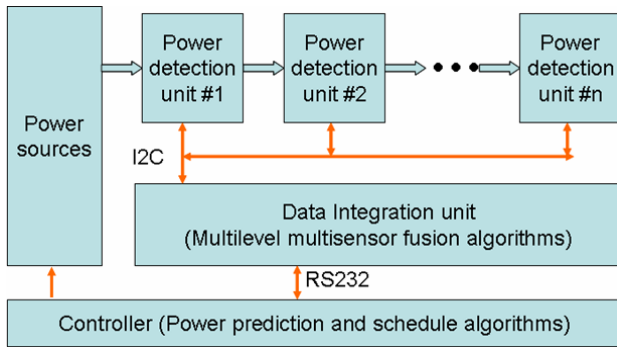 Power
sources
Power
detection
unit #1
Power
detection
unit #2
Power
detection
unit #n
I2C
Data Integration unit
(Multilevel multisensor fusion algorithms)
RS232
Controller (Power prediction and schedule algorithms)